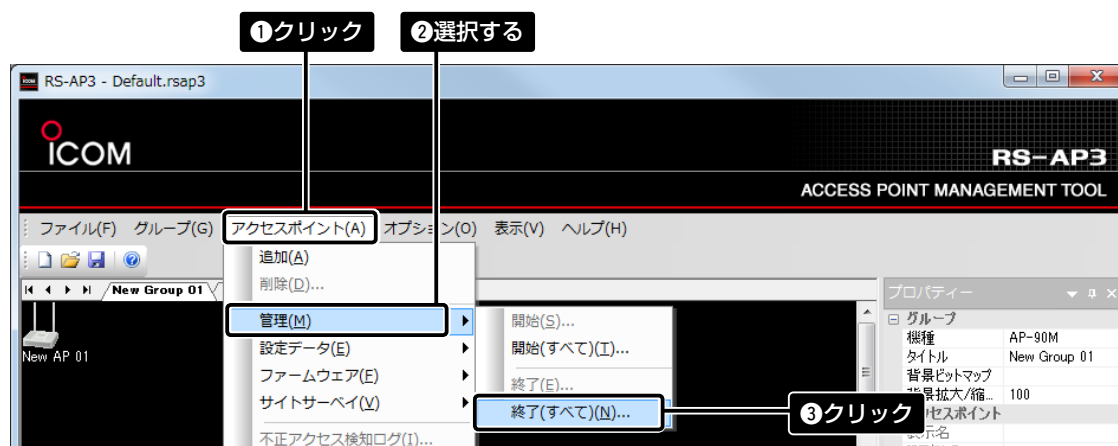 ❶クリック
❷選択する
RS-AP3 - Default.rsap3
ICOM
RS-AP3
ACCESS POINT MANAGEMENT TOOL
ファイル(F) グループ(G) アクセスポイント(A) オプション(O) 表示(V) ヘルプ(H)
追加(A)
削除(D)...
New Group 01
管理(M)
設定データ(E)
ファームウェア(F)
サイトサーベイ(V)
不正アクセス検知ログ(I)...
New AP 01
開始(S)...
開始(すべて)(T)...
終了(E)...
終了(すべて)(N)...
❸クリック
プロパティー
グループ
機種 AP-90M
タイトル New Group 01
背景ビットマップ
背景拡大/縮... 100
セスポイント
表示名